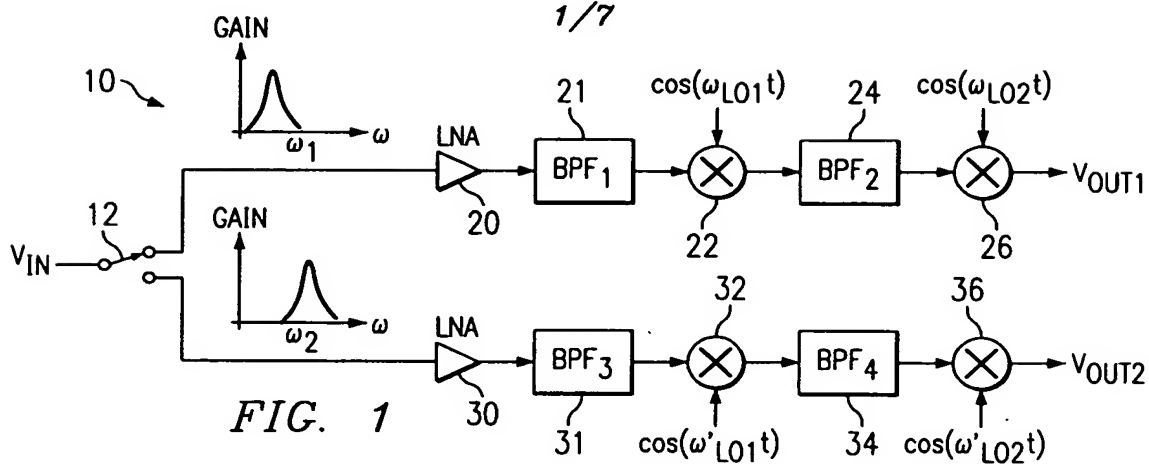 1/7
GAIN
10
ω1
ω
LNA
20
21
BPF1
cos(ωLO1t)
22
24
BPF2
cos(ωLO2t)
26
VOUT1
VIN
12
GAIN
ω2
ω
LNA
30
BPF3
31
32
cos(ω'LO1t)
BPF4
34
36
cos(ω'LO2t)
VOUT2
FIG. 1